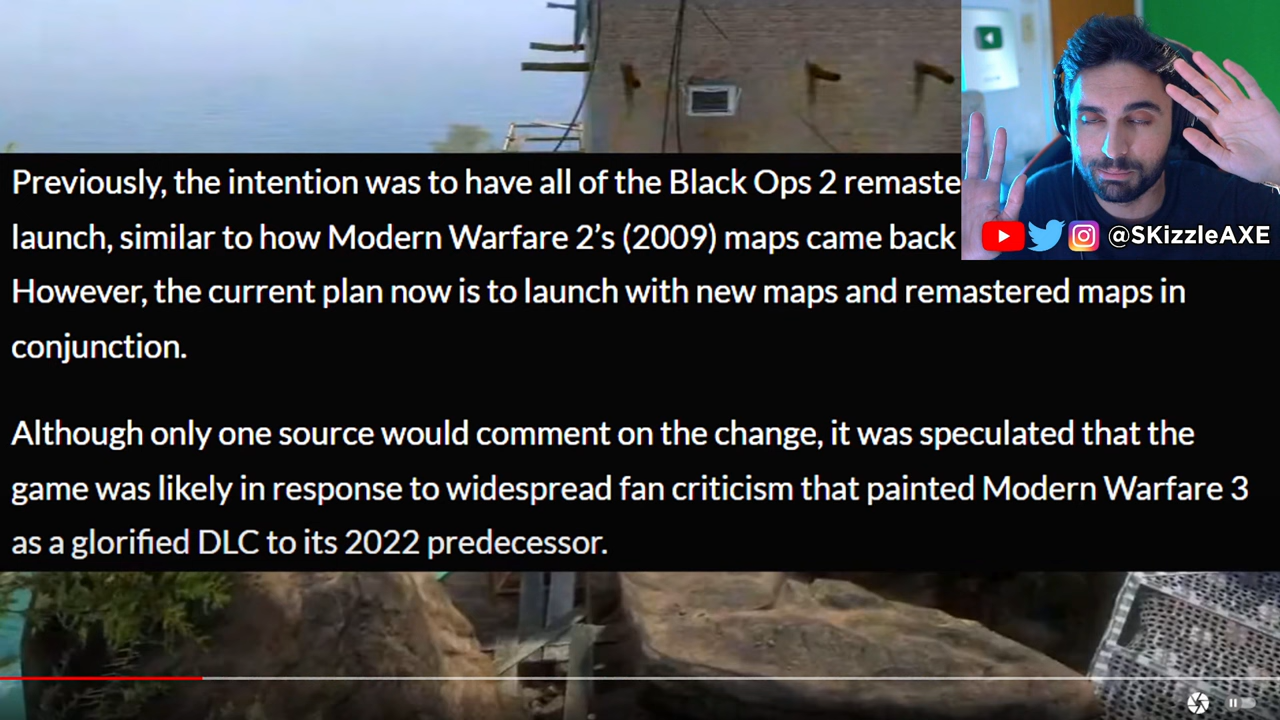 Previously, the intention was to have all of the Black Ops 2
launch, similar to how Modern Warfare 2’s (2009) maps came back
@SKizzleAXE
However, the current plan now is to launch with new maps and remastered maps in
conjunction.
Although only one source would comment on the change, it was speculated that the
game was likely in response to widespread fan criticism that painted Modern Warfare 3
as a glorified DLC to its 2022 predecessor.